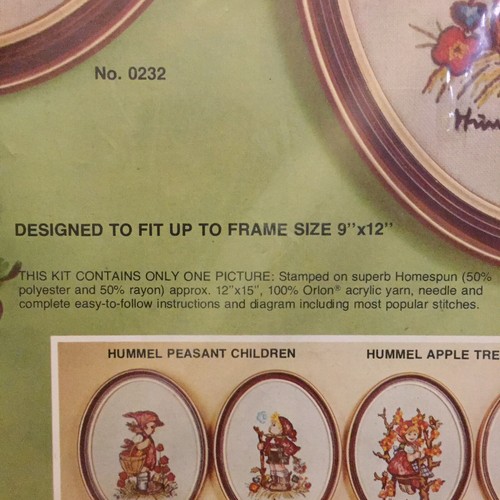 No. 0232
Hum
DESIGNED TO FIT UP TO FRAME SIZE 9"x12"
THIS KIT CONTAINS ONLY ONE PICTURE: Stamped on superb Homespun (50%
polyester and 50% rayon) approx. 12"x15", 100% Orlon® acrylic yarn, needle and
complete easy-to-follow instructions and diagram including most popular stitches.
HUMMEL PEASANT CHILDREN
HUMMEL APPLE TRE